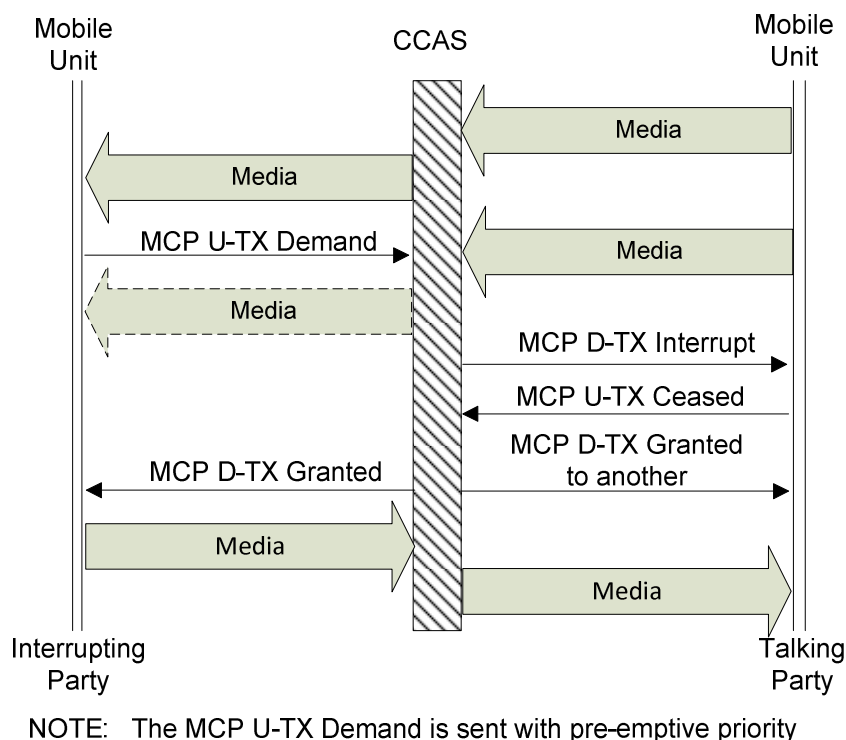 Mobile
Unit
CCAS
Mobile
Unit
Media
Media
MCP U-TX Demand
Media
Media
MCP D-TX Interrupt
MCP U-TX Ceased
MCP D-TX Granted
to another
MCP D-TX Granted
Media
Media
Interrupting
Party
Talking
Party
NOTE: The MCP U-TX Demand is sent with pre-emptive priority